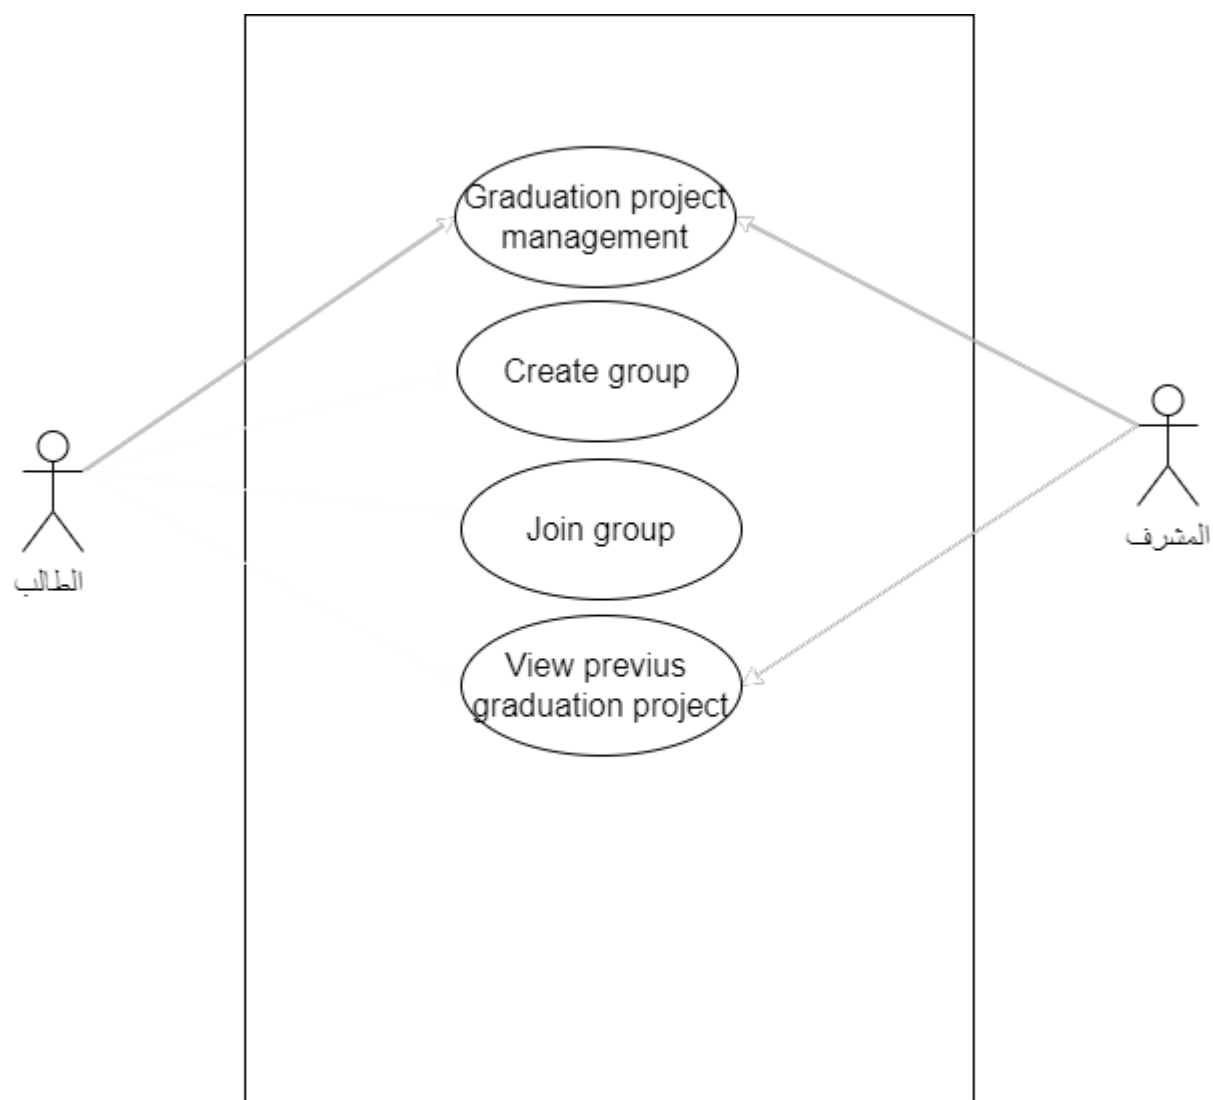 Graduation project
management
Create group
Join group
View previus
graduation project
الطالب
المشرف